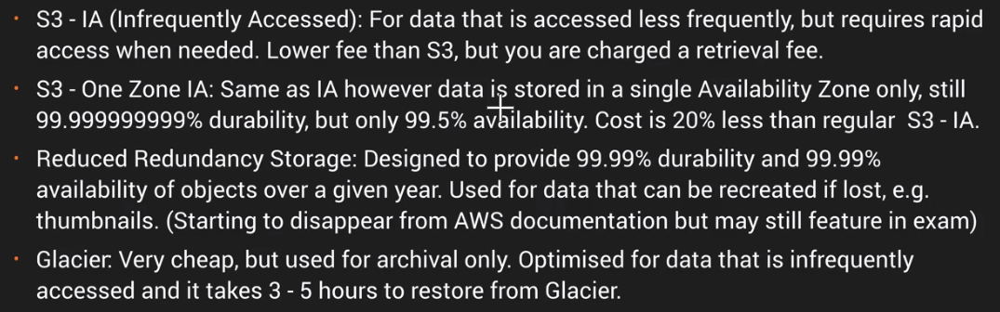 • S3 - IA (Infrequently Accessed): For data that is accessed less frequently, but requires rapid
access when needed. Lower fee than S3, but you are charged a retrieval fee.
• S3 - One Zone IA: Same as IA however data is stored in a single Availability Zone only, still
99.999999999% durability, but only 99.5% availability. Cost is 20% less than regular S3 - IA.
• Reduced Redundancy Storage: Designed to provide 99.99% durability and 99.99%
availability of objects over a given year. Used for data that can be recreated if lost, e.g.
thumbnails. (Starting to disappear from AWS documentation but may still feature in exam)
• Glacier: Very cheap, but used for archival only. Optimised for data that is infrequently
accessed and it takes 3 - 5 hours to restore from Glacier.